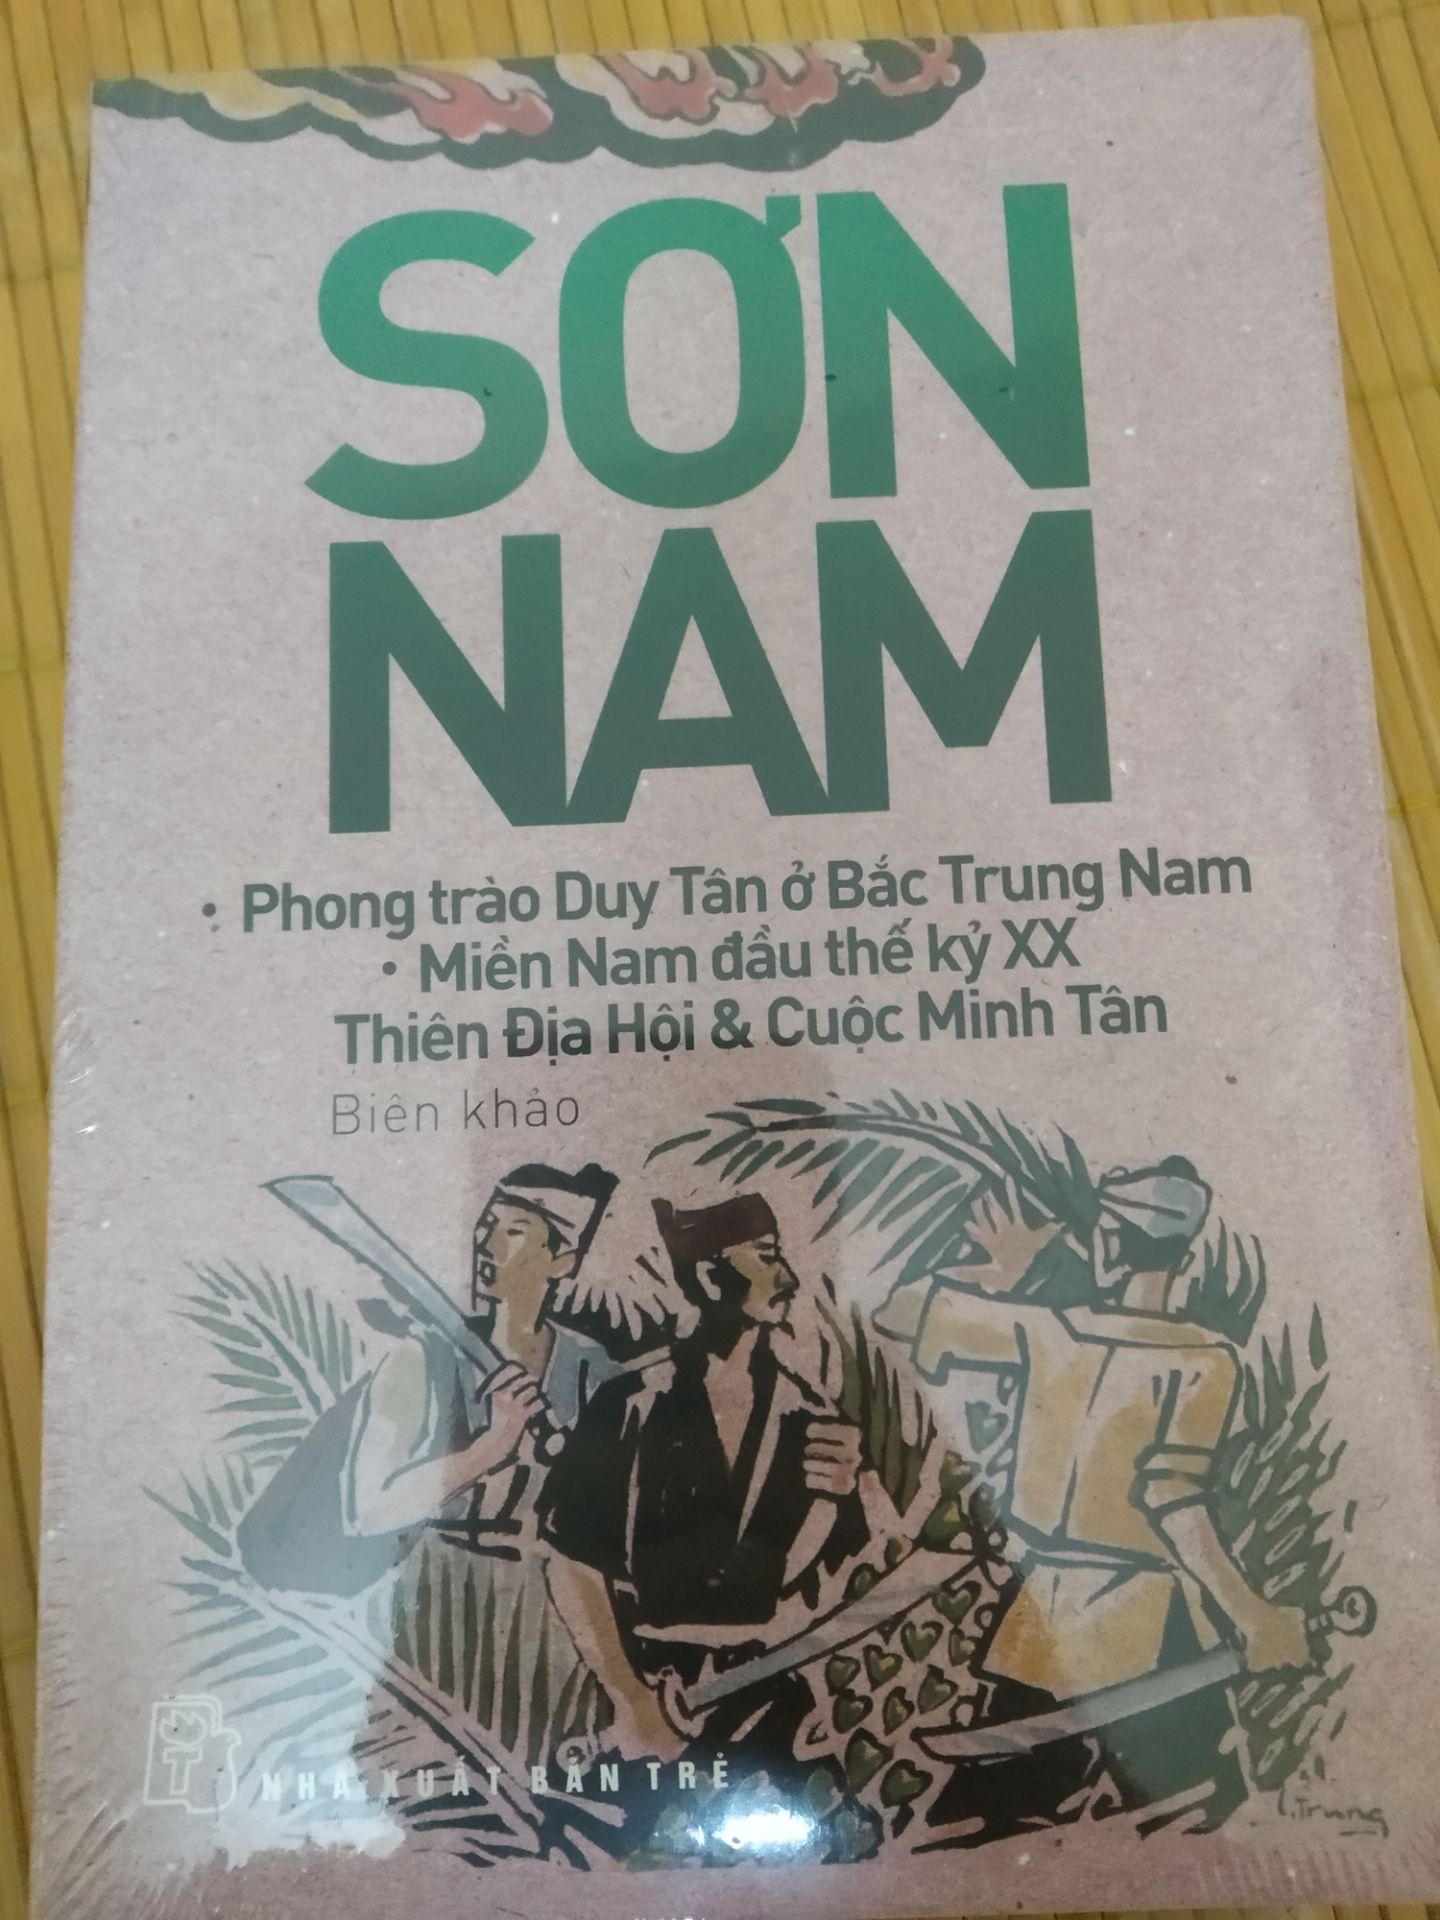 SƠN
NAM
• Phong trào Duy Tân ở Bắc Trung Nam
• Miền Nam đầu thế kỷ XX
Thiên Địa Hội & Cuộc Minh Tân
Biên khảo
T
NHÀ XUẤT BẢN TRẺ
Trung